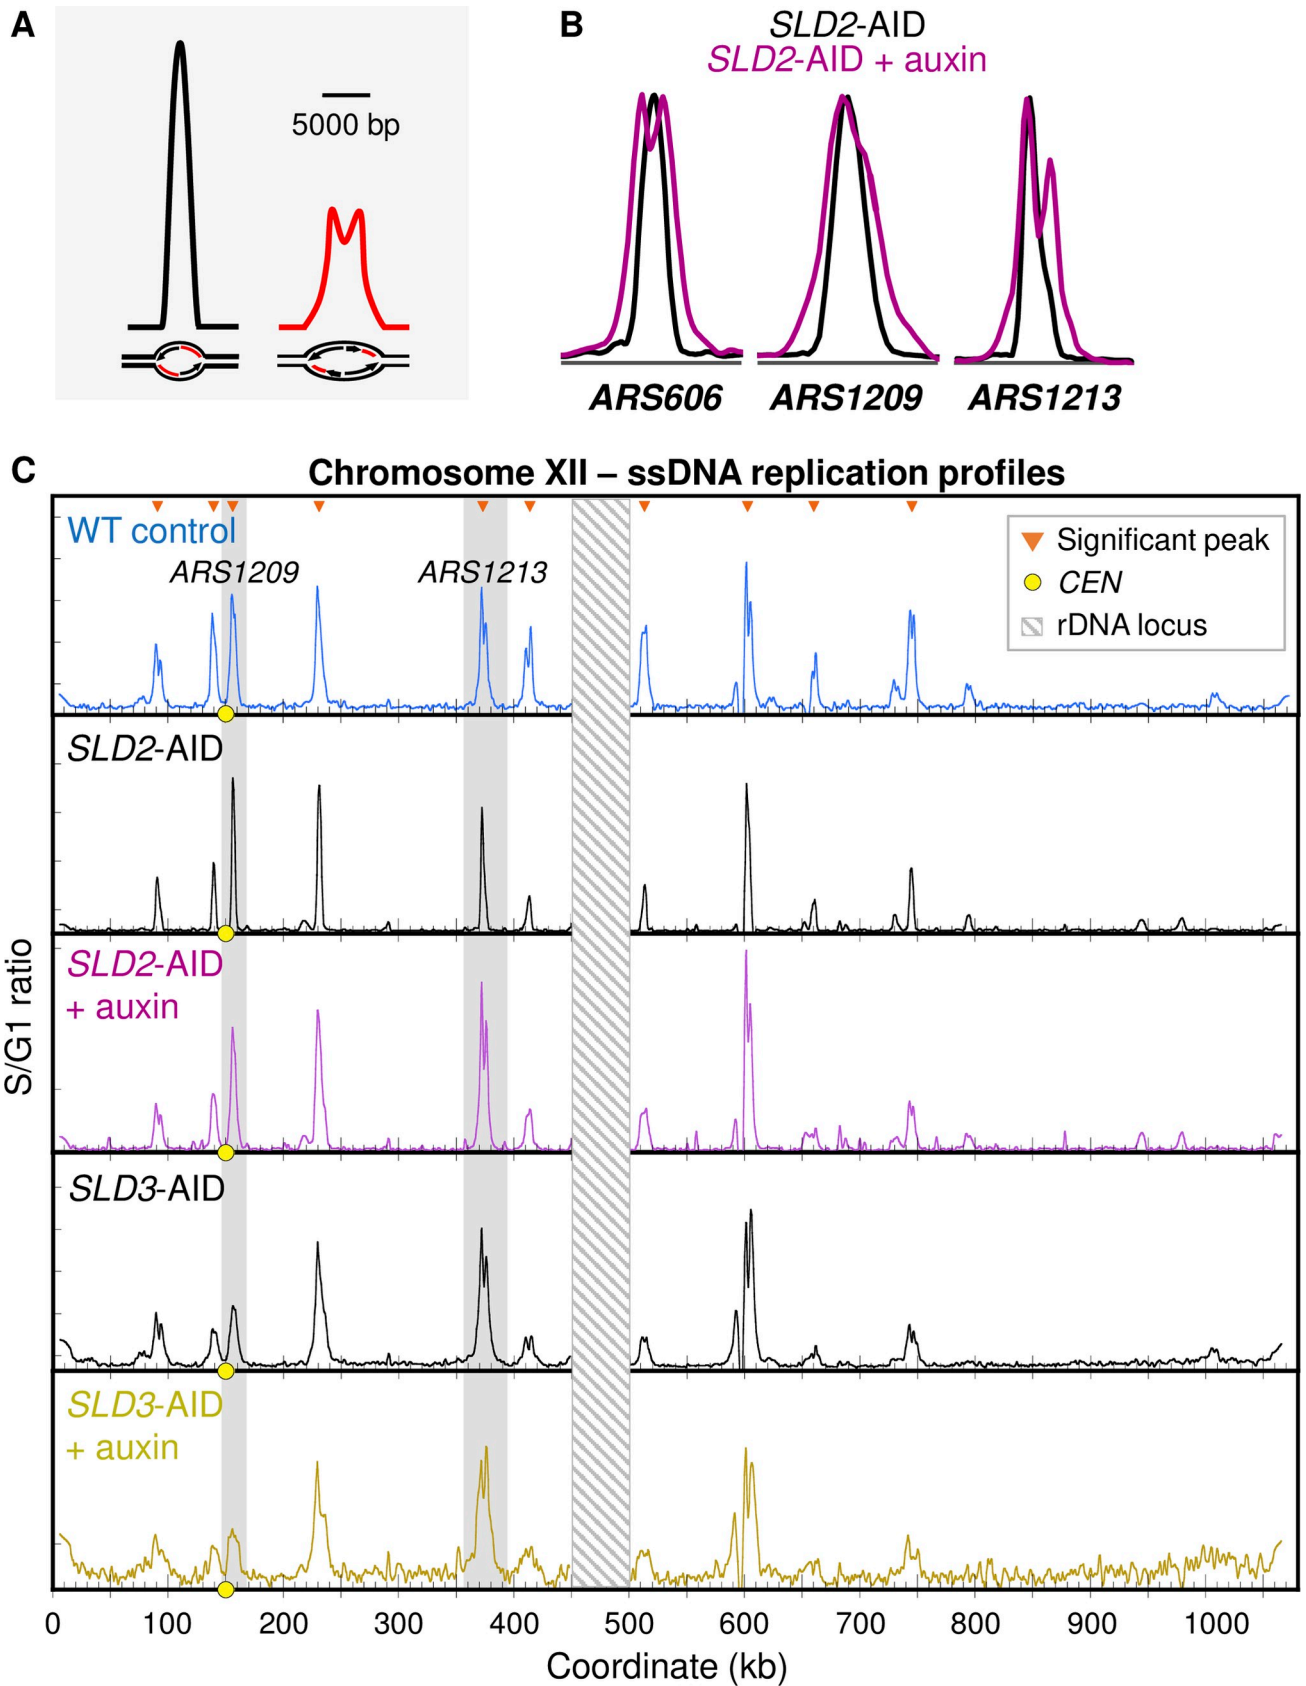 A
5000 bp
B
SLD2-AID
SLD2-AID + auxin
ARS606
ARS1209
ARS1213
C
Chromosome XII – ssDNA replication profiles
WT control
ARS1209
ARS1213
Significant peak
CEN
rDNA locus
SLD2-AID
SLD2-AID
+ auxin
SLD3-AID
SLD3-AID
+ auxin
S/G1 ratio
0 100 200 300 400 500 600 700 800 900 1000
Coordinate (kb)